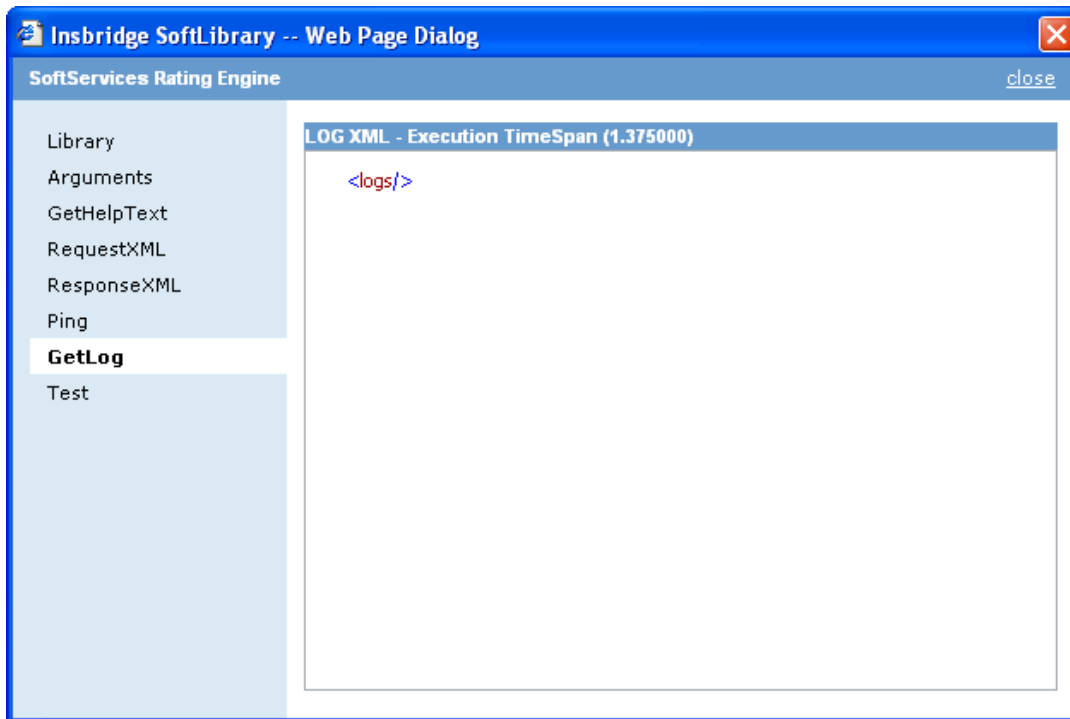 Insbridge SoftLibrary -- Web Page Dialog
SoftServices Rating Engine
close
Library
Arguments
GetHelpText
RequestXML
ResponseXML
Ping
GetLog
Test
LOG XML - Execution TimeSpan (1.375000)
<logs/>